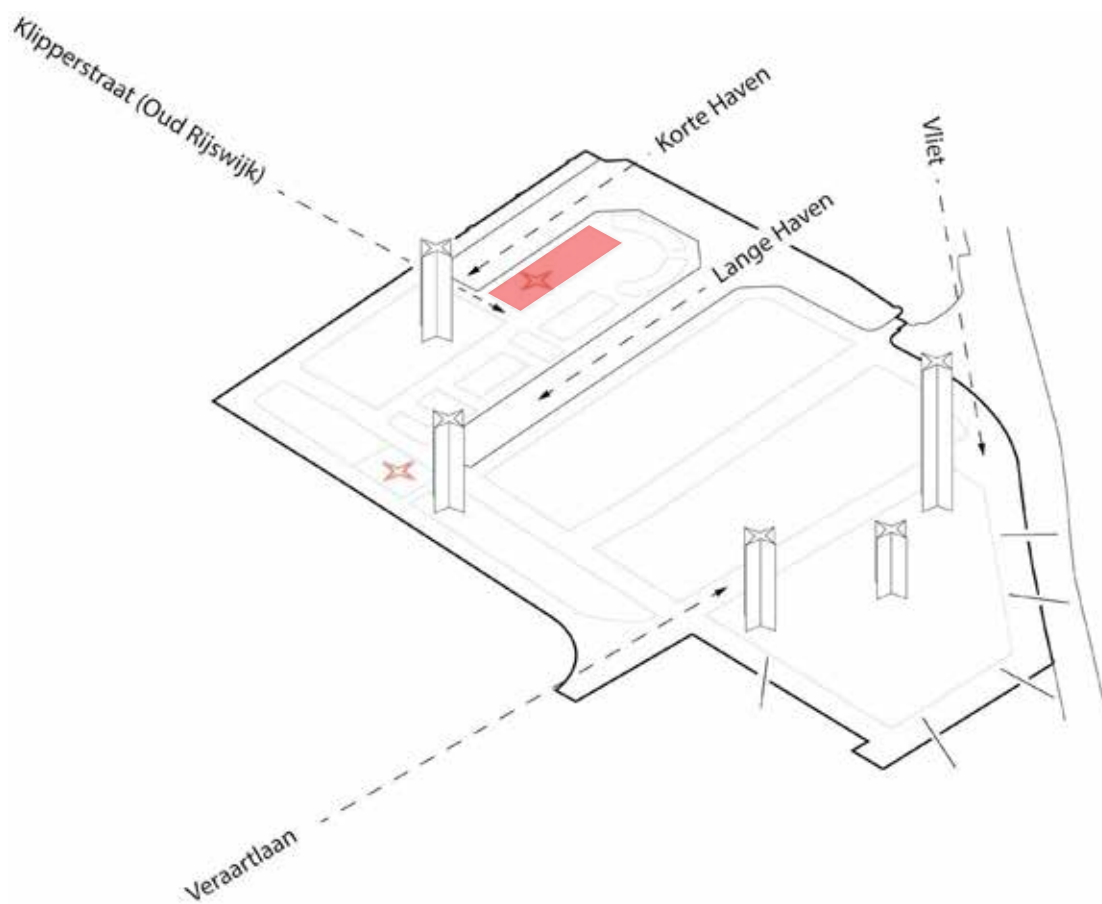 Klipperstraat (Oud Rijswijk)
Korte Haven
Vliet
Lange Haven
Veraartlaan